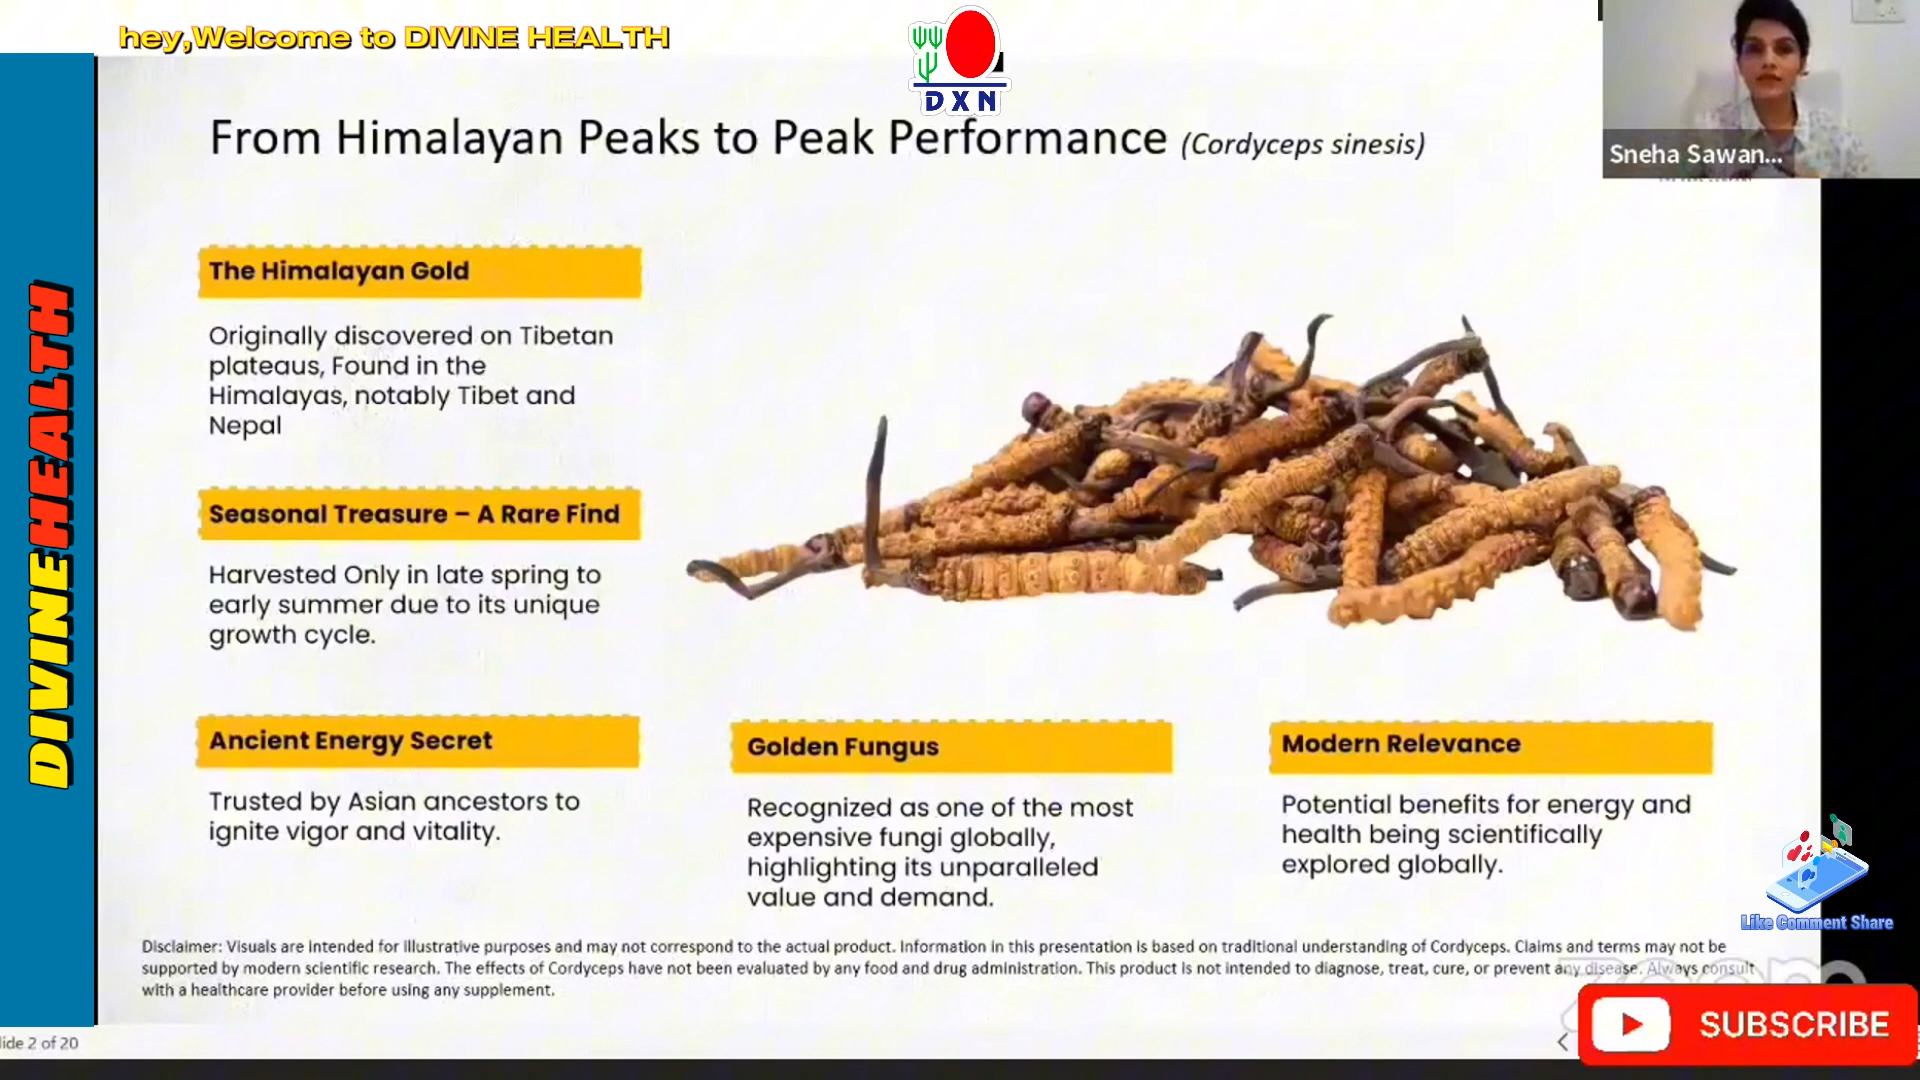 hey,Welcome to DIVINE HEALTH
DXN
From Himalayan Peaks to Peak Performance (Cordyceps sinesis)
Sneha Sawan...
DIVINEHEALTH
The Himalayan Gold
Originally discovered on Tibetan
plateaus, Found in the
Himalayas, notably Tibet and
Nepal
Seasonal Treasure – A Rare Find
Harvested Only in late spring to
early summer due to its unique
growth cycle.
Ancient Energy Secret
Trusted by Asian ancestors to
ignite vigor and vitality.
Golden Fungus
Recognized as one of the most
expensive fungi globally,
highlighting its unparalleled
value and demand.
Modern Relevance
Potential benefits for energy and
health being scientifically
explored globally.
Like Comment Share
Disclaimer: Visuals are intended for illustrative purposes and may not correspond to the actual product. Information in this presentation is based on traditional understanding of Cordyceps. Claims and terms may not be
supported by modern scientific research. The effects of Cordyceps have not been evaluated by any food and drug administration. This product is not intended to diagnose, treat, cure, or prevent any disease. Always consult
with a healthcare provider before using any supplement.
zoom
SUBSCRIBE
lide 2 of 20